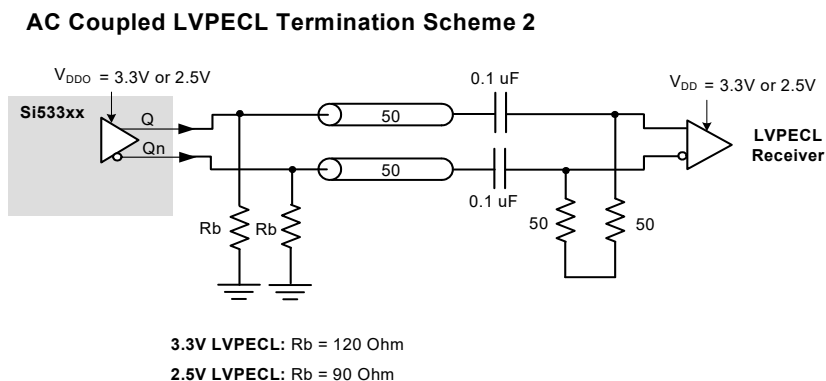 AC Coupled LVPECL Termination Scheme 2
VDDO = 3.3V or 2.5V
0.1 uF
VDD = 3.3V or 2.5V
Si533xx
Q
50
LVPECL
Receiver
Qn
50
0.1 uF
Rb
Rb
50
50
3.3V LVPECL: Rb = 120 Ohm
2.5V LVPECL: Rb = 90 Ohm